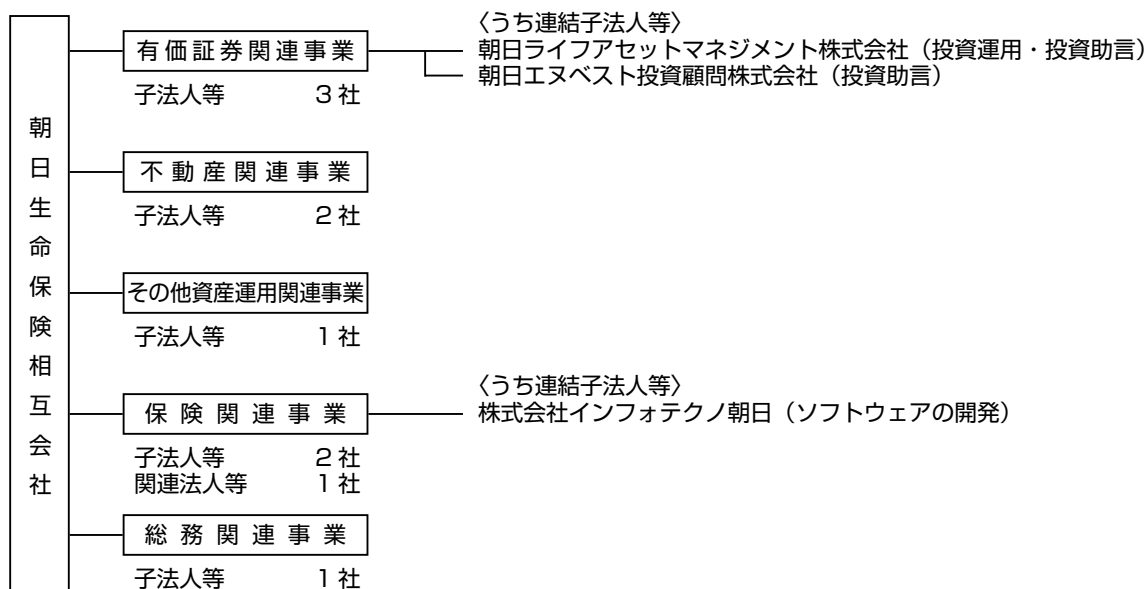 朝日生命保険相互会社
有価証券関連事業
子法人等 3社
〈うち連結子法人等〉
朝日ライフアセットマネジメント株式会社（投資運用・投資助言）
朝日エヌベスト投資顧問株式会社（投資助言）
不動産関連事業
子法人等 2社
その他資産運用関連事業
子法人等 1社
保険関連事業
子法人等 2社
関連法人等 1社
〈うち連結子法人等〉
株式会社インフォテクノ朝日（ソフトウェアの開発）
総務関連事業
子法人等 1社